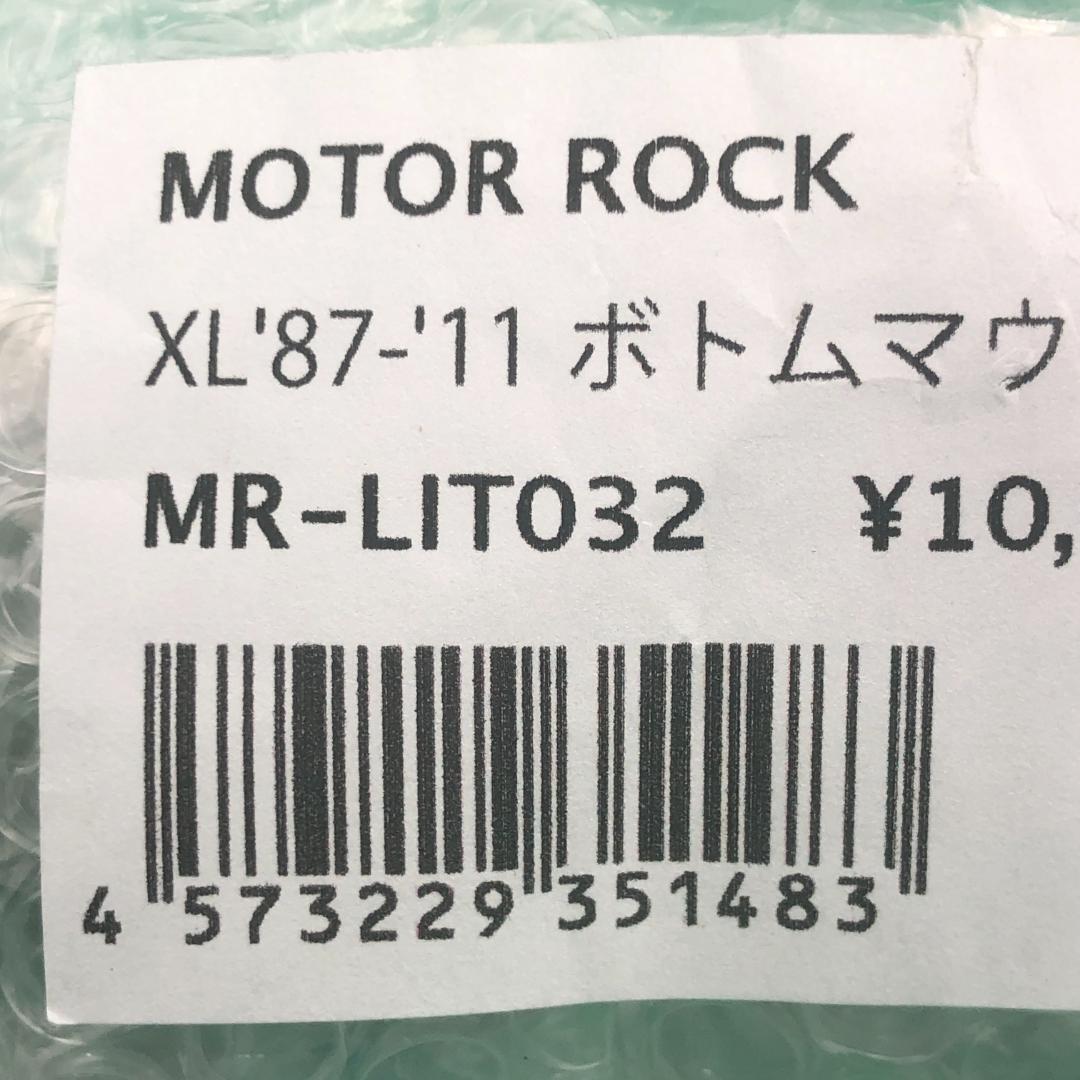 MOTOR ROCK
XL'87-'11 ボトムマウ
MR-LIT032 ¥10,
4 573229 351483